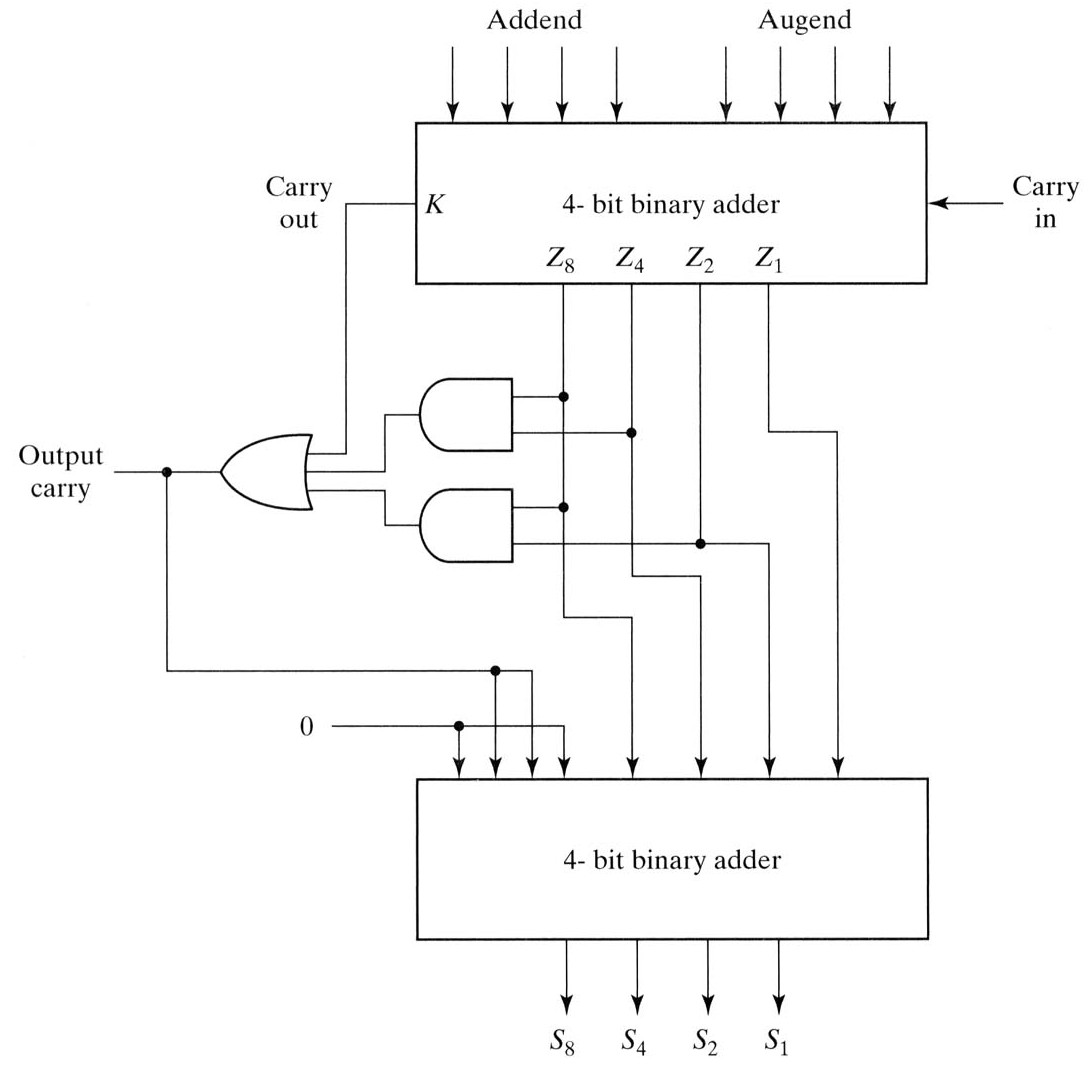 Addend
Augend
Carry
out
K
4- bit binary adder
Carry
in
Z8 Z4 Z2 Z1
Output
carry
0
4- bit binary adder
S8 S4 S2 S1